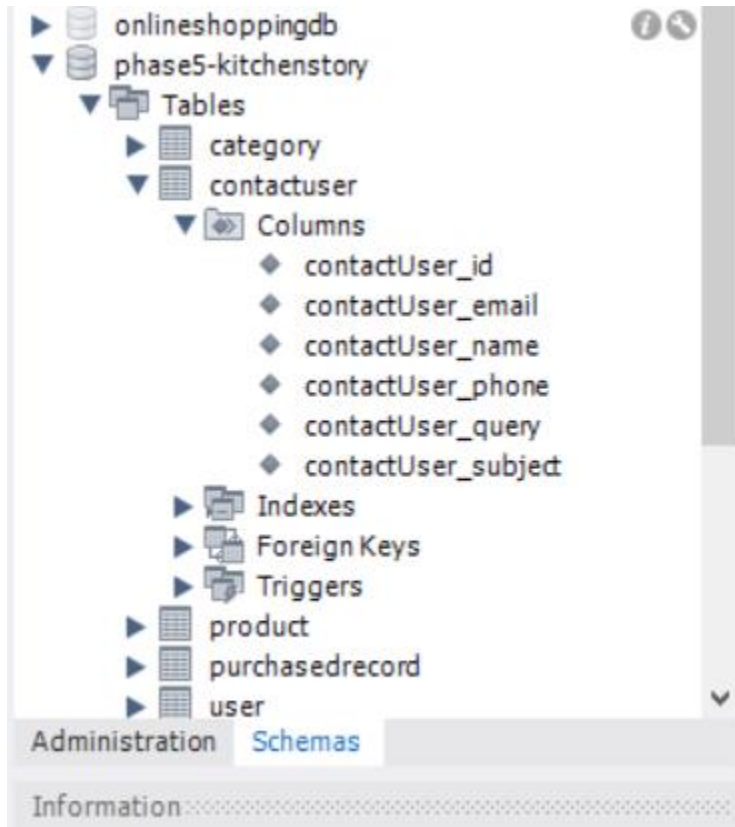 onlineshoppingdb
phase5-kitchenstory
Tables
category
contactuser
Columns
contactUser_id
contactUser_email
contactUser_name
contactUser_phone
contactUser_query
contactUser_subject
Indexes
Foreign Keys
Triggers
product
purchasedrecord
user
Administration Schemas
Information